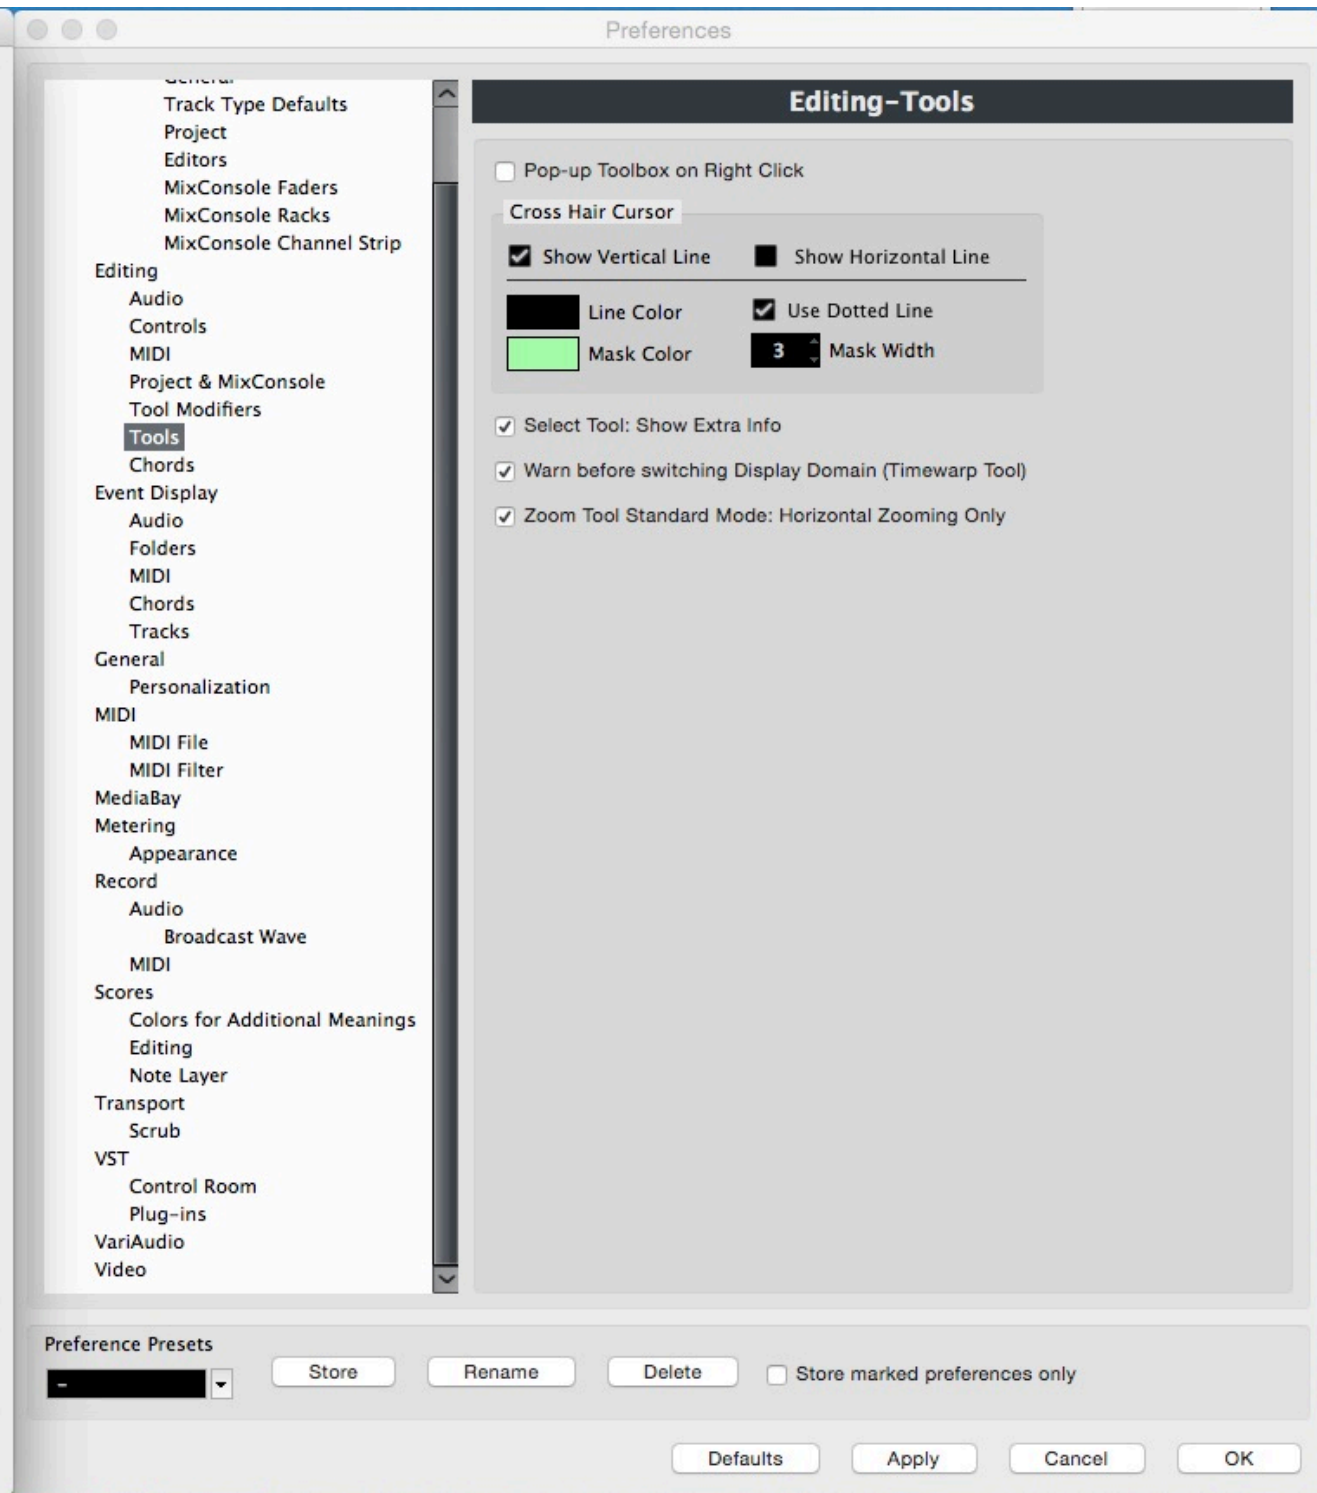 Preferences
General
Track Type Defaults
Project
Editors
MixConsole Faders
MixConsole Racks
MixConsole Channel Strip
Editing
Audio
Controls
MIDI
Project & MixConsole
Tool Modifiers
Tools
Chords
Event Display
Audio
Folders
MIDI
Chords
Tracks
General
Personalization
MIDI
MIDI File
MIDI Filter
MediaBay
Metering
Appearance
Record
Audio
Broadcast Wave
MIDI
Scores
Colors for Additional Meanings
Editing
Note Layer
Transport
Scrub
VST
Control Room
Plug-ins
VariAudio
Video
Editing-Tools
Pop-up Toolbox on Right Click
Cross Hair Cursor
Show Vertical Line Show Horizontal Line
Line Color Use Dotted Line
Mask Color 3 Mask Width
Select Tool: Show Extra Info
Warn before switching Display Domain (Timewarp Tool)
Zoom Tool Standard Mode: Horizontal Zooming Only
Preference Presets
- Store Rename Delete Store marked preferences only
Defaults Apply Cancel OK